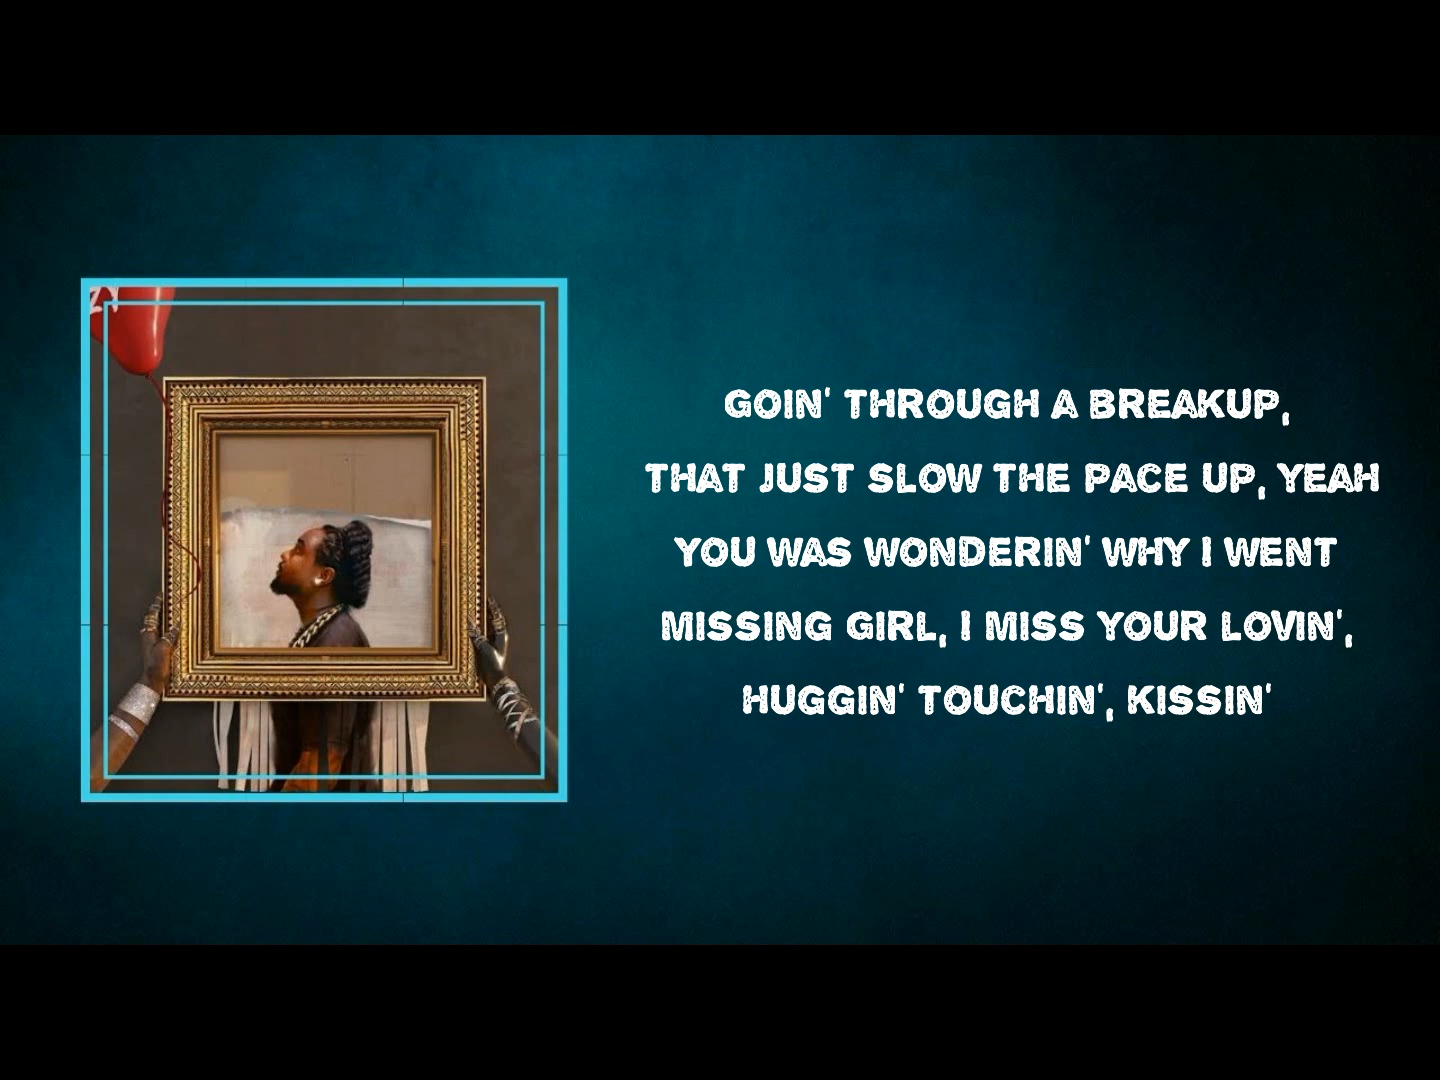 GOIN' THROUGH A BREAKUP,
THAT JUST SLOW THE PACE UP, YEAH
YOU WAS WONDERIN' WHY I WENT
MISSING GIRL, I MISS YOUR LOVIN',
HUGGIN' TOUCHIN', KISSIN'